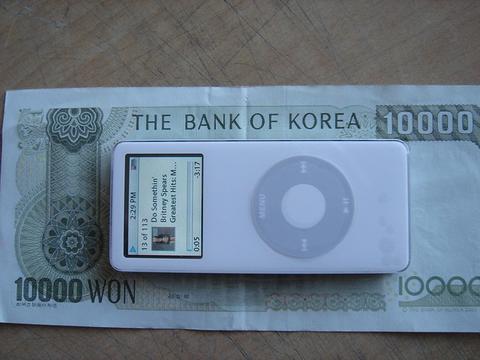 THE BANK OF KOREA
10000
2:29 PM
13 of 113
Do Somethin'
Britney Spears
Greatest Hits: M...
0:05
-3:17
MENU
10000 WON
10000